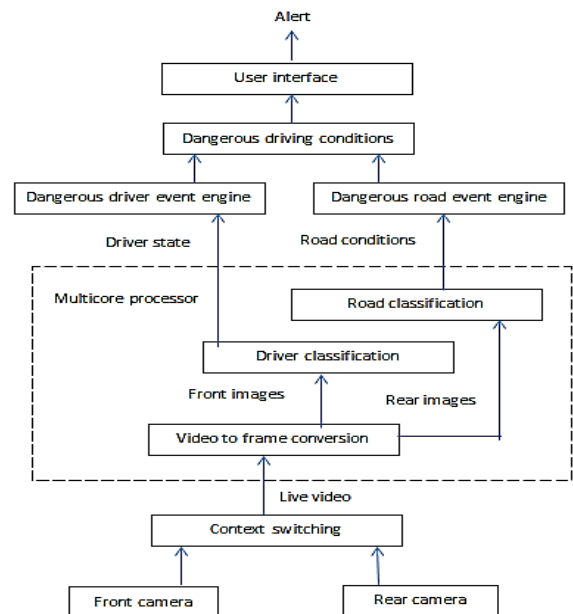 Alert
User interface
Dangerous driving conditions
Dangerous driver event engine
Dangerous road event engine
Driver state
Road conditions
Multicore processor
Road classification
Driver classification
Front images
Rear images
Video to frame conversion
Live video
Context switching
Front camera
Rear camera